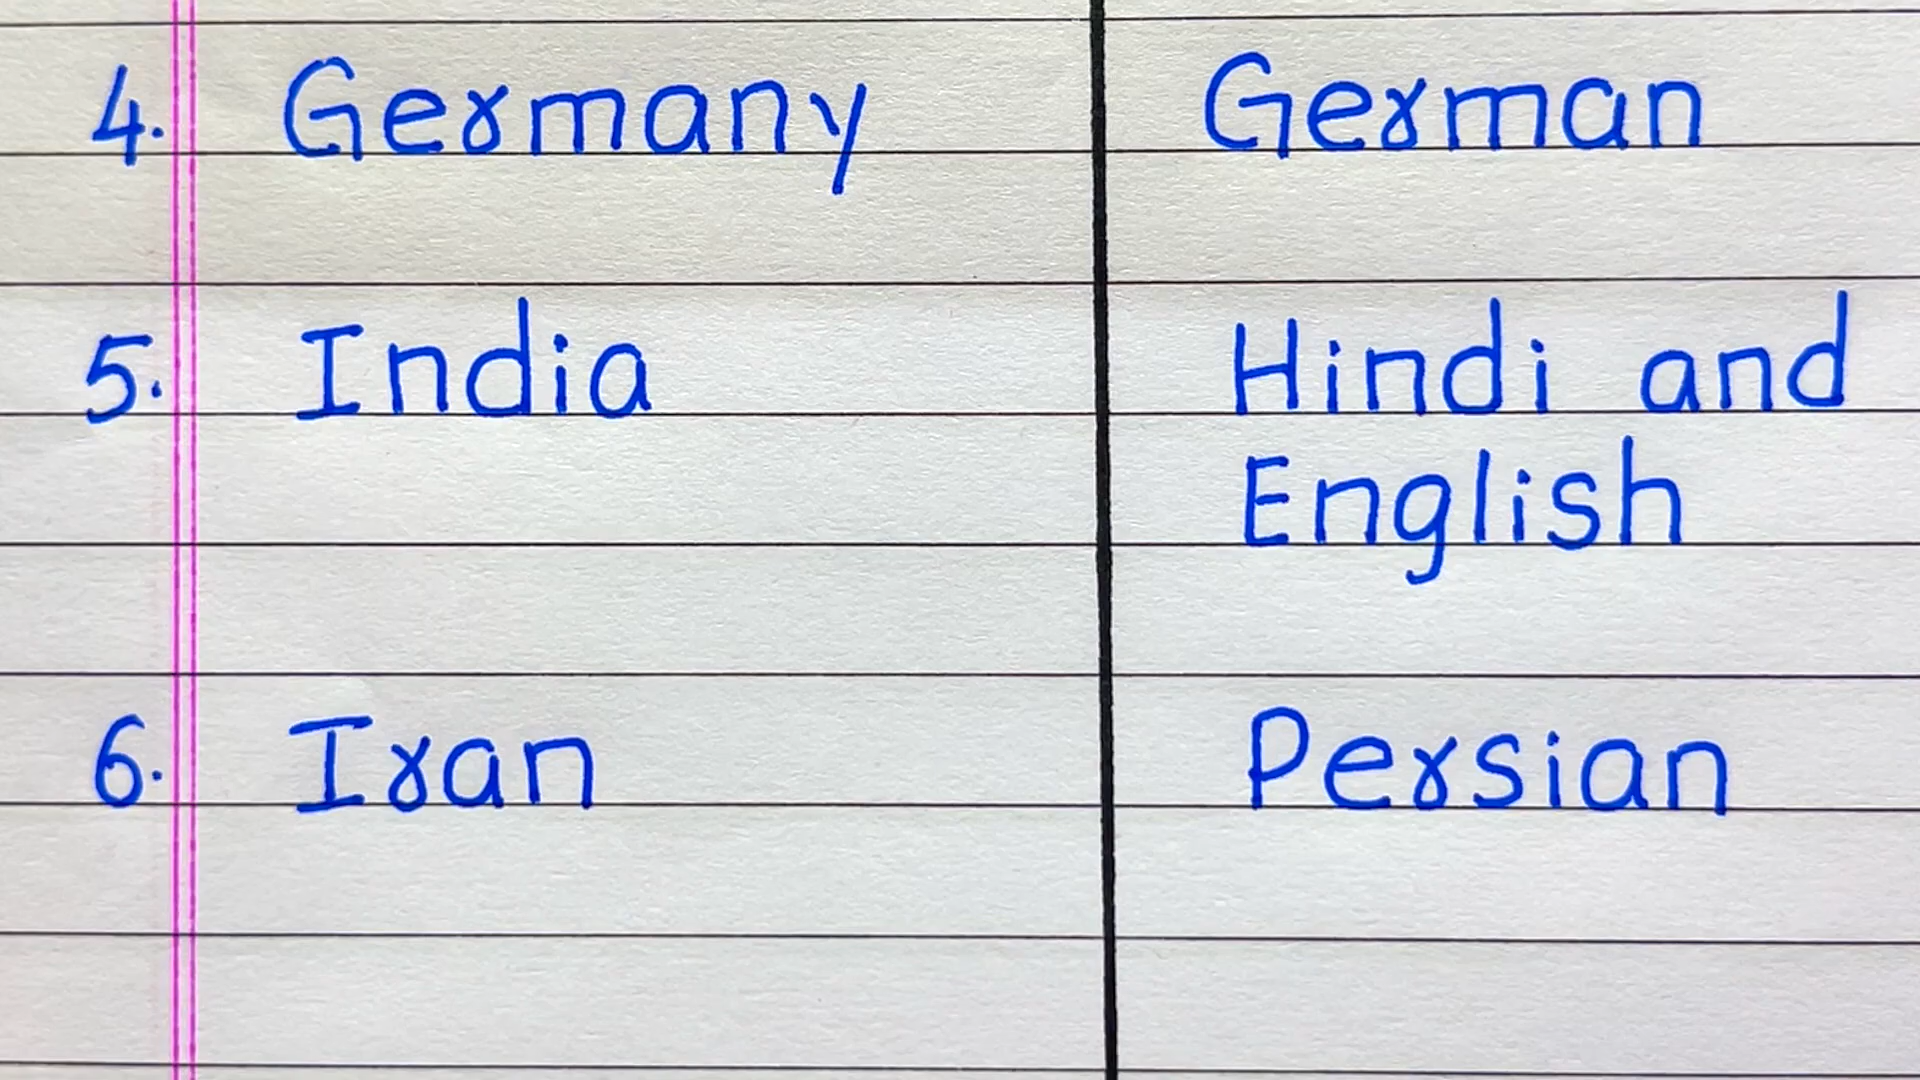 4. Germany German
5. India Hindi and
English
6. Iran Persian